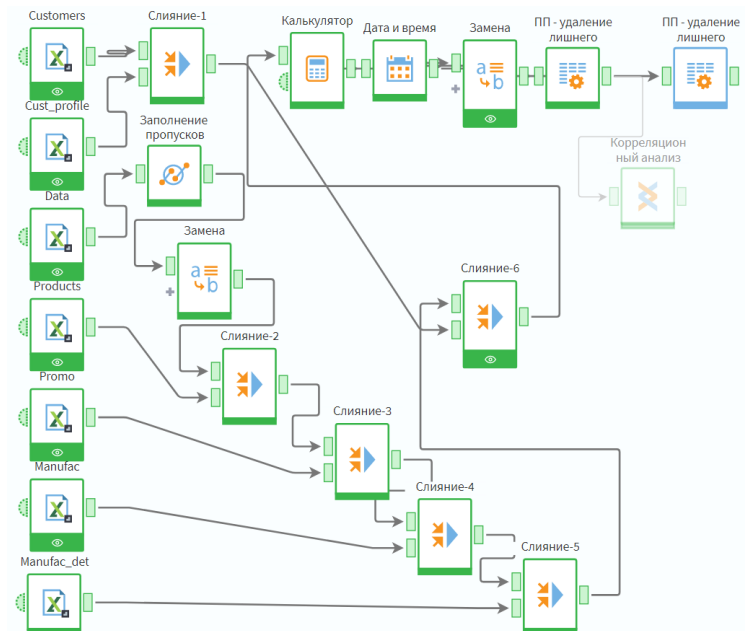 Customers
Слияние-1
Калькулятор
Дата и время
Замена
ПП - удаление
лишнего
ПП - удаление
лишнего
a
b
Cust_profile
Заполнение
пропусков
Корреляцион
ный анализ
Data
Замена
a
b
Products
Слияние-6
Слияние-2
Promo
Слияние-3
Manufac
Слияние-4
Слияние-5
Manufac_det